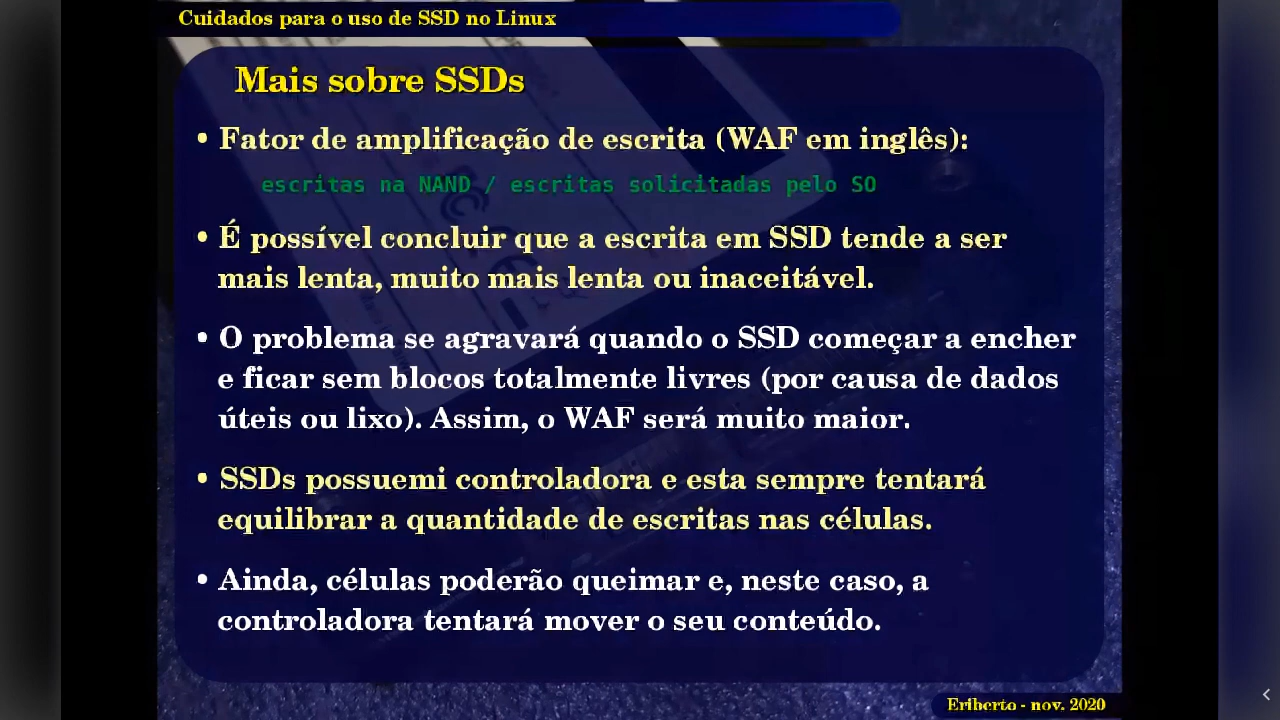 Cuidados para o uso de SSD no Linux
Mais sobre SSDs
• Fator de amplificação de escrita (WAF em inglês):
escritas na NAND / escritas solicitadas pelo SO
• É possível concluir que a escrita em SSD tende a ser
mais lenta, muito mais lenta ou inaceitável.
• O problema se agravará quando o SSD começar a encher
e ficar sem blocos totalmente livres (por causa de dados
úteis ou lixo). Assim, o WAF será muito maior.
• SSDs possuemi controladora e esta sempre tentará
equilibrar a quantidade de escritas nas células.
• Ainda, células poderão queimar e, neste caso, a
controladora tentará mover o seu conteúdo.
Eriberto - nov. 2020